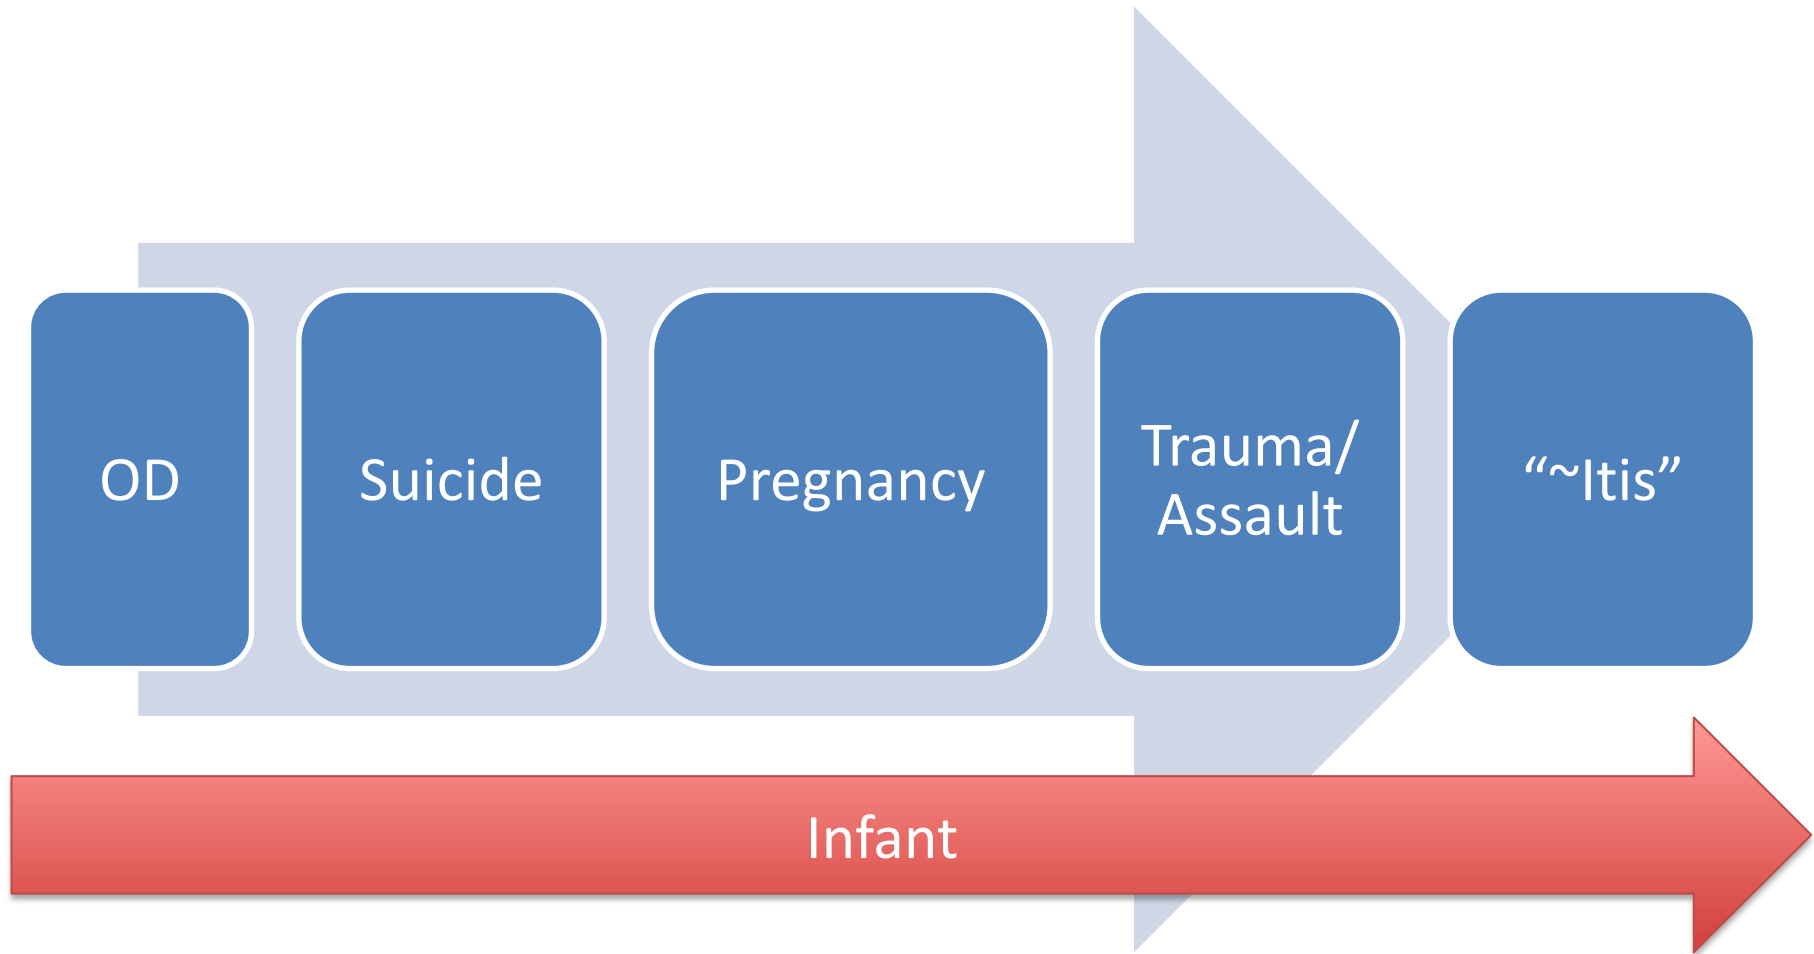 OD
Suicide
Pregnancy
Trauma/
Assault
“~Itis”
Infant